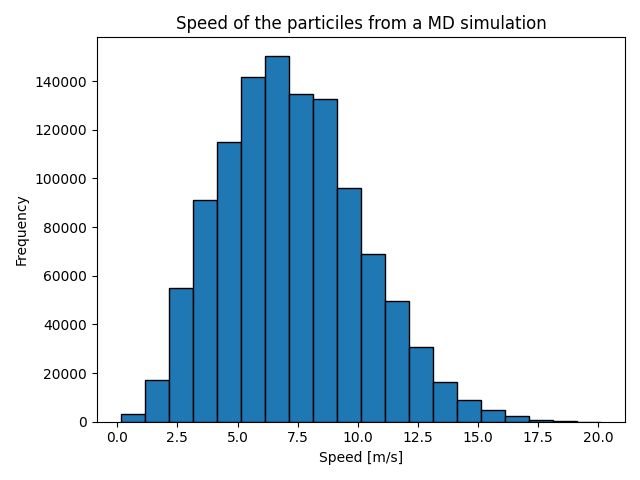 Speed of the particiles from a MD simulation
140000
120000
100000
80000
60000
40000
20000
0
Frequency
0.0 2.5 5.0 7.5 10.0 12.5 15.0 17.5 20.0
Speed [m/s]